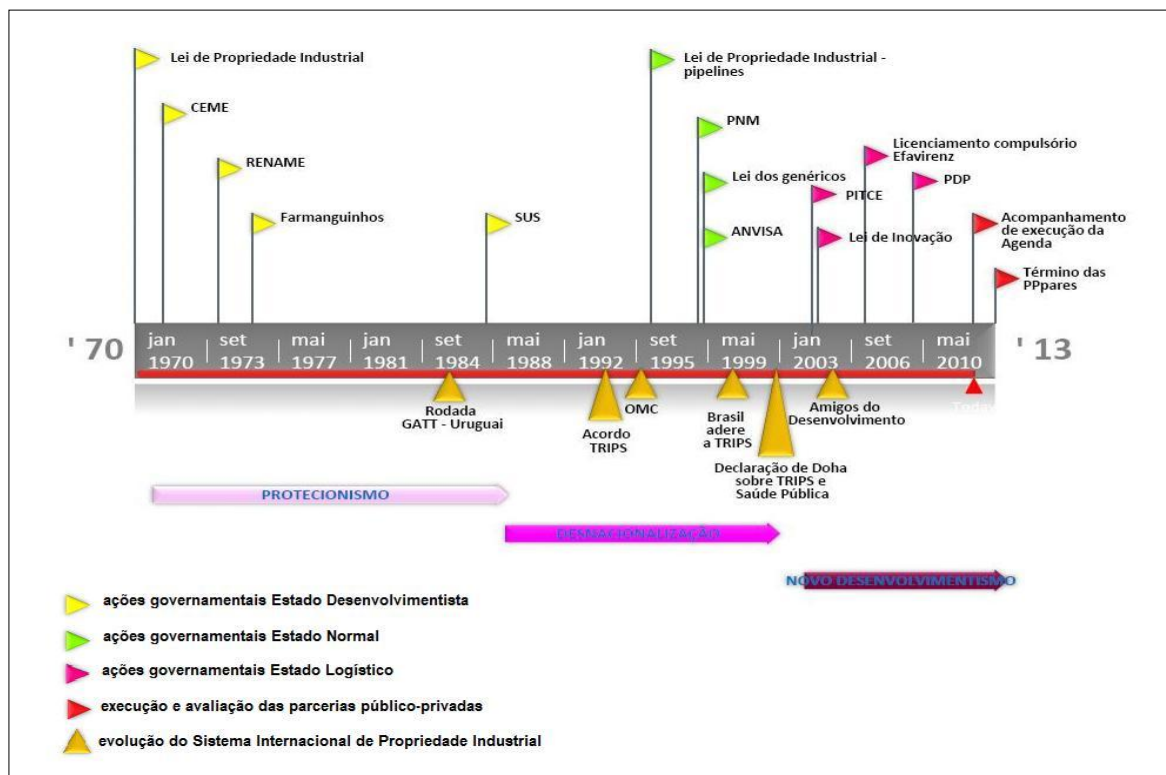 Lei de Propriedade Industrial
CEME
RENAME
Farmanguinhos
SUS
Lei de Propriedade Industrial -
pipelines
PNM
Lei dos genéricos
ANVISA
PITCE
Lei de Inovação
Licenciamento compulsório
Efavirenz
PDP
Acompanhamento
de execução da
Agenda
Término das
PPpares
' 70
jan
1970
set
1973
mai
1977
jan
1981
set
1984
mai
1988
jan
1992
set
1995
mai
1999
jan
2003
set
2006
mai
2010
' 13
Today
Rodada
GATT - Uruguai
Acordo
TRIPS
OMC
Brasil
adere
a TRIPS
Declaração de Doha
sobre TRIPS e
Saúde Pública
Amigos do
Desenvolvimento
PROTECIONISMO
DESNACIONALIZAÇÃO
NOVO DESENVOLVIMENTISMO
ações governamentais Estado Desenvolvimentista
ações governamentais Estado Normal
ações governamentais Estado Logístico
execução e avaliação das parcerias público-privadas
evolução do Sistema Internacional de Propriedade Industrial